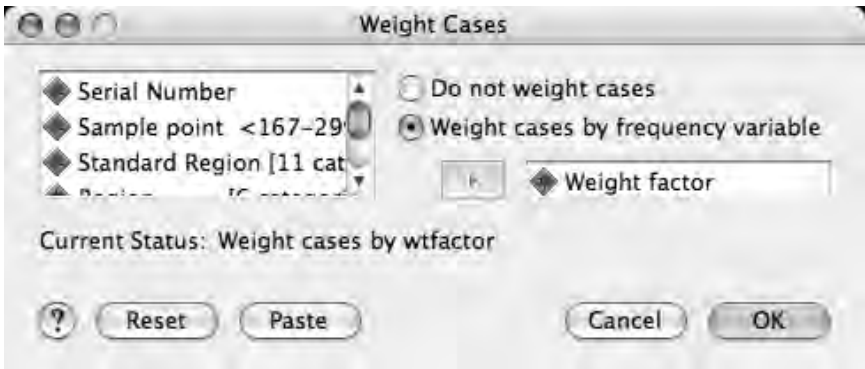 Weight Cases
Serial Number
Sample point <167-29
Standard Region [11 cat
Do not weight cases
Weight cases by frequency variable
Weight factor
Current Status: Weight cases by wtfactor
? Reset Paste Cancel OK